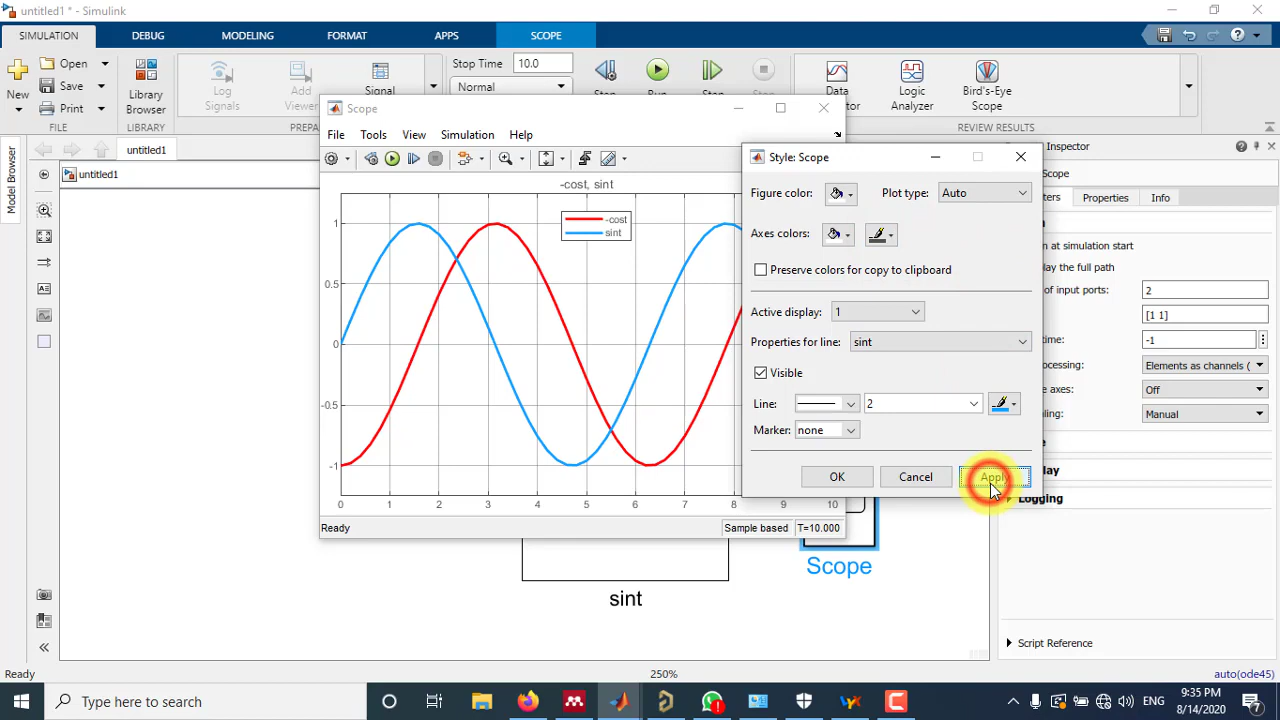 untitled1 * - Simulink
SIMULATION
DEBUG
MODELING
FORMAT
APPS
SCOPE
New
Open
Save
Print
FILE
Library
Browser
LIBRARY
Log
Signals
Add
Signal
Stop Time
10.0
Normal
Run
Data
Logic
Analyzer
Bird's-Eye
Scope
REVIEW RESULTS
Model Browser
untitled1
untitled1
Scope
File
Tools
View
Simulation
Help
-cost, sint
-cost
sint
1
0.5
0
-0.5
-1
0
1
2
3
4
5
6
7
8
9
10
Ready
Sample based
T=10.000
Style: Scope
Figure color:
Plot type:
Auto
Axes colors:
Preserve colors for copy to clipboard
Active display:
1
Properties for line:
sint
Visible
Line:
2
Marker:
none
OK
Cancel
Apply
Inspector
Properties
Info
n at simulation start
lay the full path
of input ports:
2
[1 1]
time:
-1
Elements as channels (
e axes:
Off
Manual
Logging
Script Reference
Scope
sint
Ready
250%
auto(ode45)
Type here to search
ENG
9:35 PM
8/14/2020
7